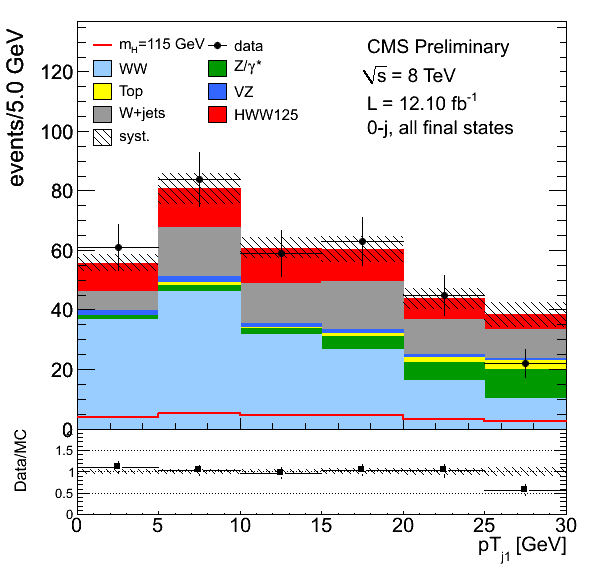 events/5.0 GeV
m_H=115 GeV
data
WW
Z/γ*
Top
VZ
W+jets
HWW125
syst.
CMS Preliminary
√s = 8 TeV
L = 12.10 fb⁻¹
0-j, all final states
120
100
80
60
40
20
0
Data/MC
2
1.5
1
0.5
0
0 5 10 15 20 25 30
pT_j1 [GeV]